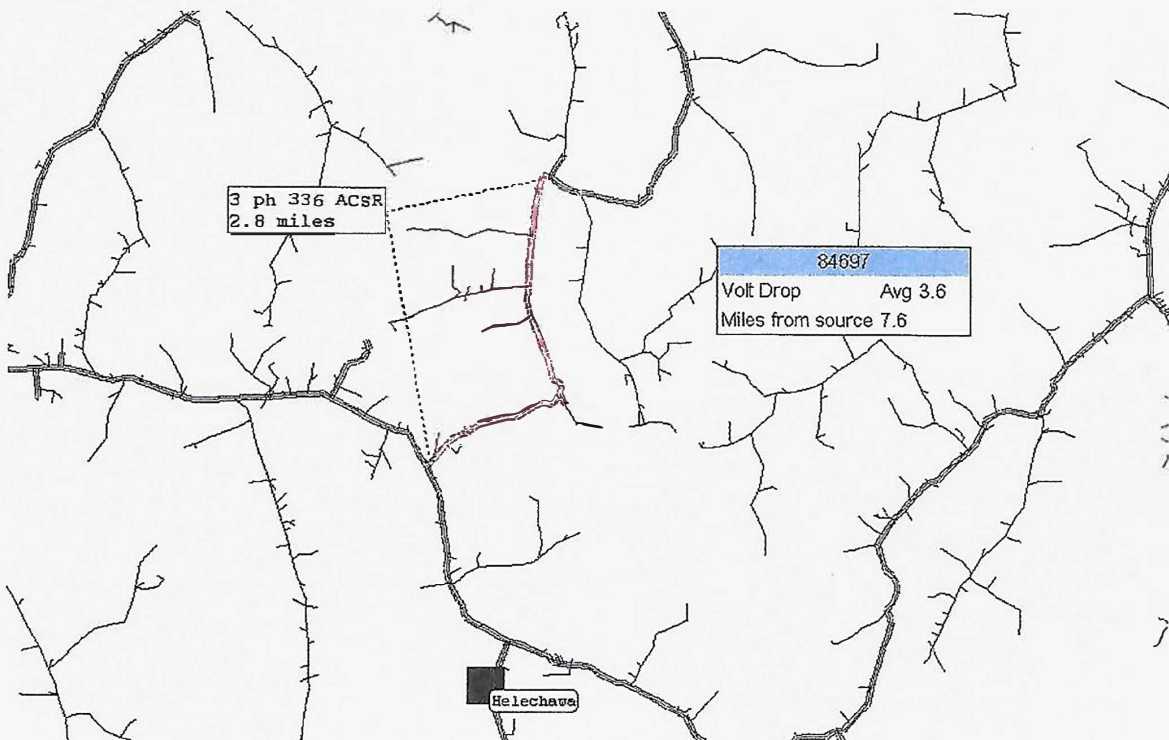 3 ph 336 ACSR
2.8 miles
84697
Volt Drop Avg 3.6
Miles from source 7.6
Helechawa